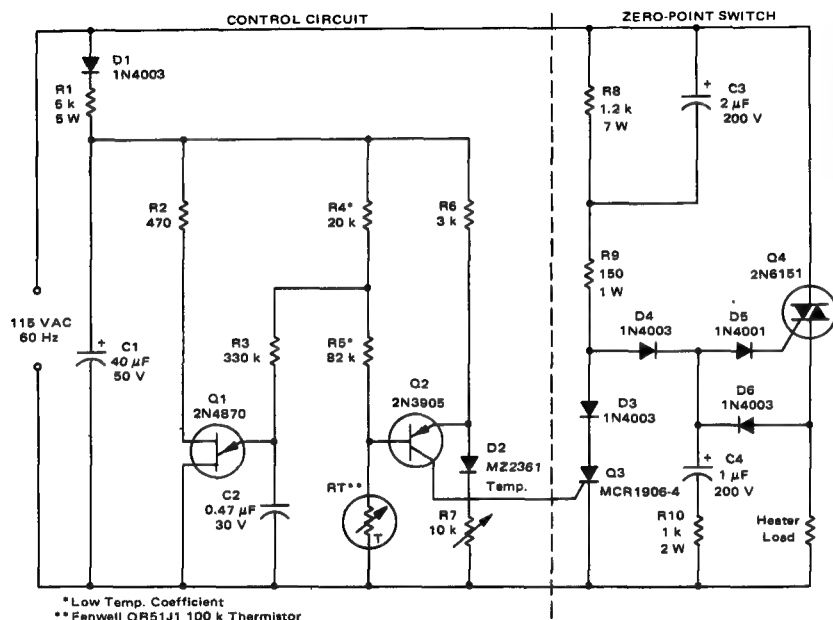 CONTROL CIRCUIT
ZERO-POINT SWITCH
D1
1N4003
R1
6 k
5 W
R8
1.2 k
7 W
C3
2 μF
200 V
+
R2
470
R4*
20 k
R6
3 k
R9
150
1 W
Q4
2N6151
115 VAC
60 Hz
+
C1
40 μF
50 V
R3
330 k
R5*
82 k
D4
1N4003
D5
1N4001
Q1
2N4870
Q2
2N3905
D3
1N4003
D6
1N4003
D2
MZ2361
Temp.
Q3
MCR1906-4
+
C4
1 μF
200 V
C2
0.47 μF
30 V
RT**
T
R7
10 k
R10
1 k
2 W
Heater
Load
*Low Temp. Coefficient
**Fenwell QR51J1 100 k Thermistor